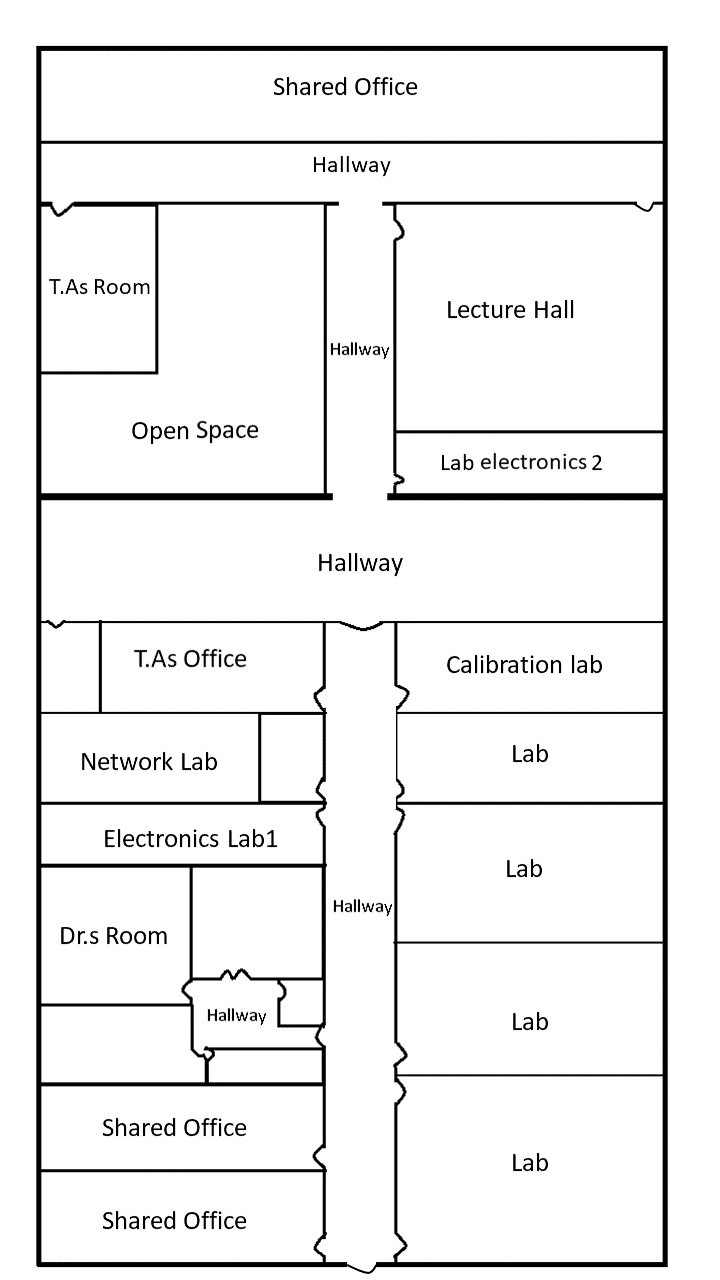 Shared Office
Hallway
T.As Room
Lecture Hall
Hallway
Open Space
Lab electronics 2
Hallway
T.As Office
Calibration lab
Network Lab
Lab
Electronics Lab1
Lab
Hallway
Dr.s Room
Hallway
Lab
Shared Office
Lab
Shared Office